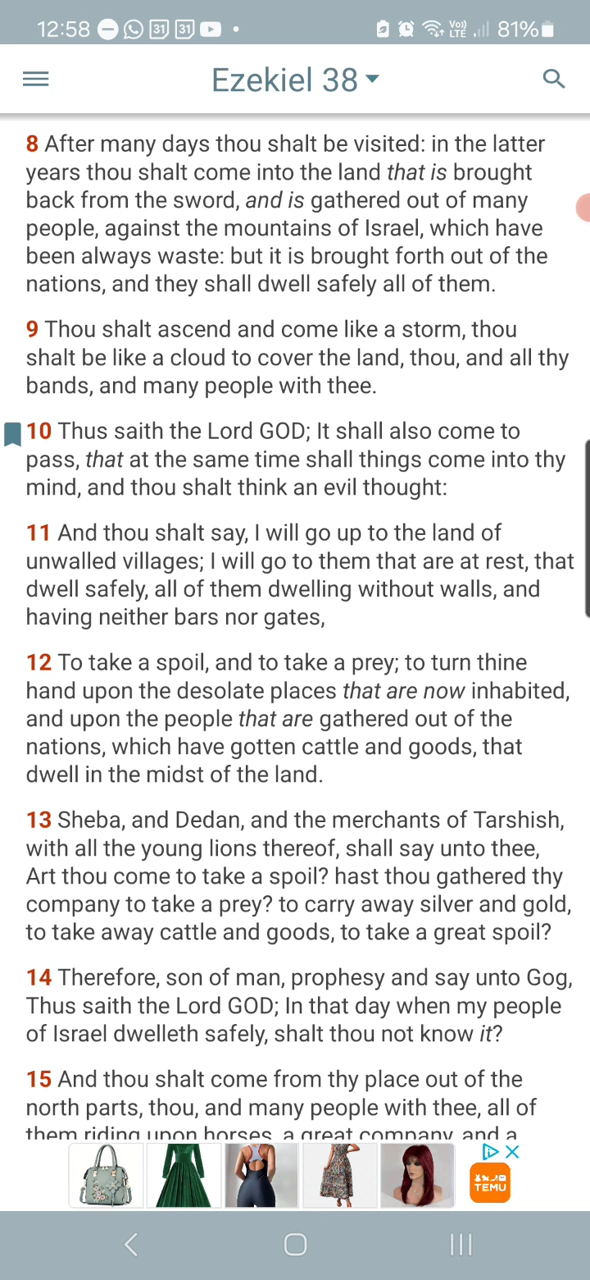 12:58 31 31 Vo)) LTE 81%
Ezekiel 38
8 After many days thou shalt be visited: in the latter
years thou shalt come into the land that is brought
back from the sword, and is gathered out of many
people, against the mountains of Israel, which have
been always waste: but it is brought forth out of the
nations, and they shall dwell safely all of them.
9 Thou shalt ascend and come like a storm, thou
shalt be like a cloud to cover the land, thou, and all thy
bands, and many people with thee.
10 Thus saith the Lord GOD; It shall also come to
pass, that at the same time shall things come into thy
mind, and thou shalt think an evil thought:
11 And thou shalt say, I will go up to the land of
unwalled villages; I will go to them that are at rest, that
dwell safely, all of them dwelling without walls, and
having neither bars nor gates,
12 To take a spoil, and to take a prey; to turn thine
hand upon the desolate places that are now inhabited,
and upon the people that are gathered out of the
nations, which have gotten cattle and goods, that
dwell in the midst of the land.
13 Sheba, and Dedan, and the merchants of Tarshish,
with all the young lions thereof, shall say unto thee,
Art thou come to take a spoil? hast thou gathered thy
company to take a prey? to carry away silver and gold,
to take away cattle and goods, to take a great spoil?
14 Therefore, son of man, prophesy and say unto Gog,
Thus saith the Lord GOD; In that day when my people
of Israel dwelleth safely, shalt thou not know it?
15 And thou shalt come from thy place out of the
north parts, thou, and many people with thee, all of
them riding upon horses, a great company, and a
TEMU